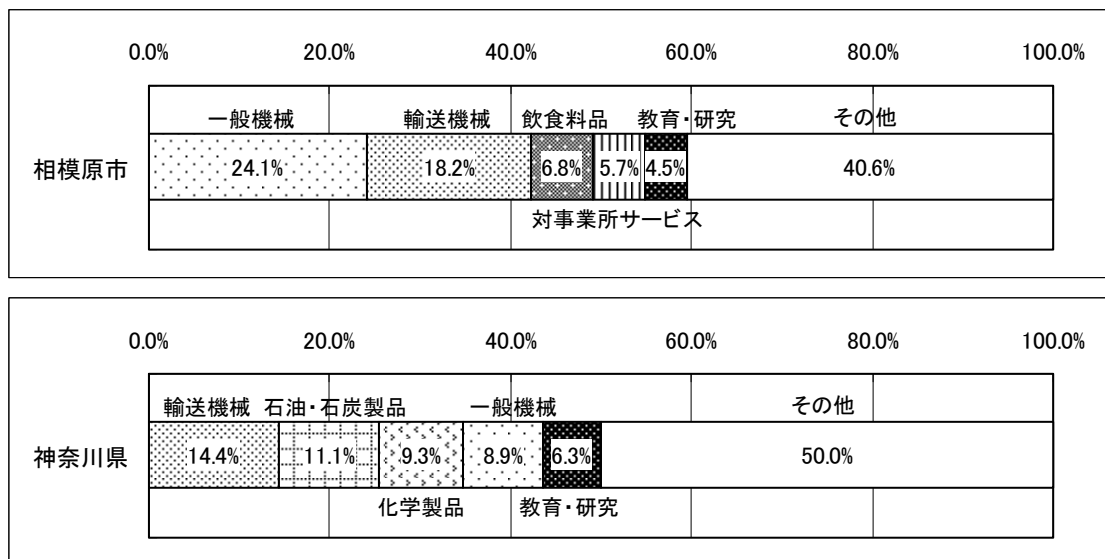 0.0% 20.0% 40.0% 60.0% 80.0% 100.0%
一般機械 輸送機械 飲食料品 教育・研究 その他
相模原市 24.1% 18.2% 6.8% 5.7% 4.5% 40.6%
対事業所サービス
0.0% 20.0% 40.0% 60.0% 80.0% 100.0%
輸送機械 石油・石炭製品 一般機械 その他
神奈川県 14.4% 11.1% 9.3% 8.9% 6.3% 50.0%
化学製品 教育・研究